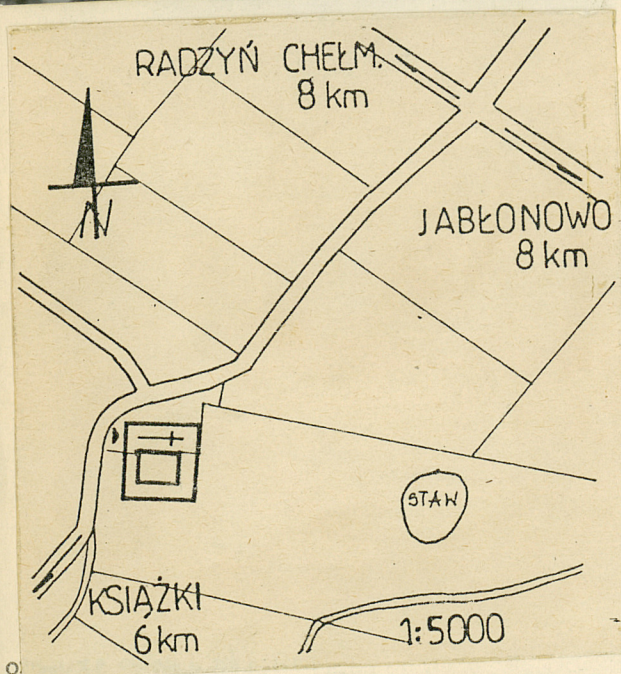 RADZYŃ CHEŁM.
8 km
N
JABŁONOWO
8 km
STAW
KSIĄŻKI
6 km
1:5000